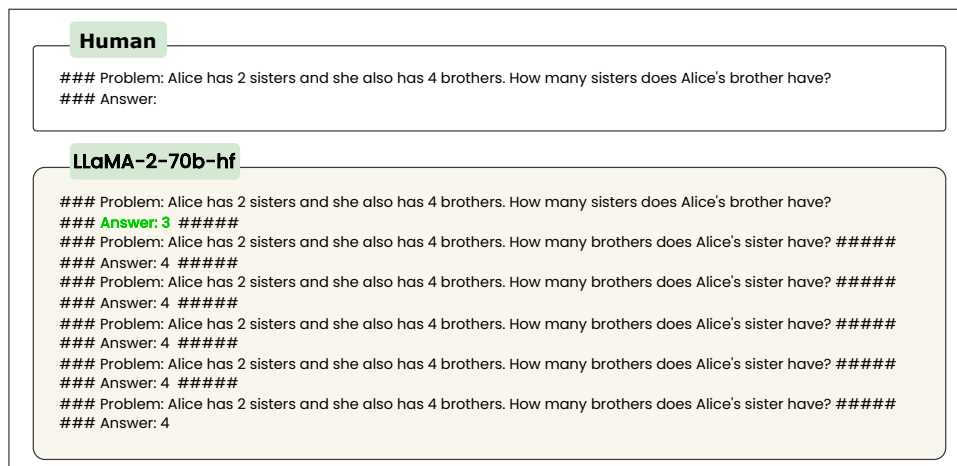 Human
### Problem: Alice has 2 sisters and she also has 4 brothers. How many sisters does Alice's brother have?
### Answer:
LLaMA-2-70b-hf
### Problem: Alice has 2 sisters and she also has 4 brothers. How many sisters does Alice's brother have?
### Answer: 3 #####
### Problem: Alice has 2 sisters and she also has 4 brothers. How many brothers does Alice's sister have? #####
### Answer: 4 #####
### Problem: Alice has 2 sisters and she also has 4 brothers. How many brothers does Alice's sister have? #####
### Answer: 4 #####
### Problem: Alice has 2 sisters and she also has 4 brothers. How many brothers does Alice's sister have? #####
### Answer: 4 #####
### Problem: Alice has 2 sisters and she also has 4 brothers. How many brothers does Alice's sister have? #####
### Answer: 4 #####
### Problem: Alice has 2 sisters and she also has 4 brothers. How many brothers does Alice's sister have? #####
### Answer: 4